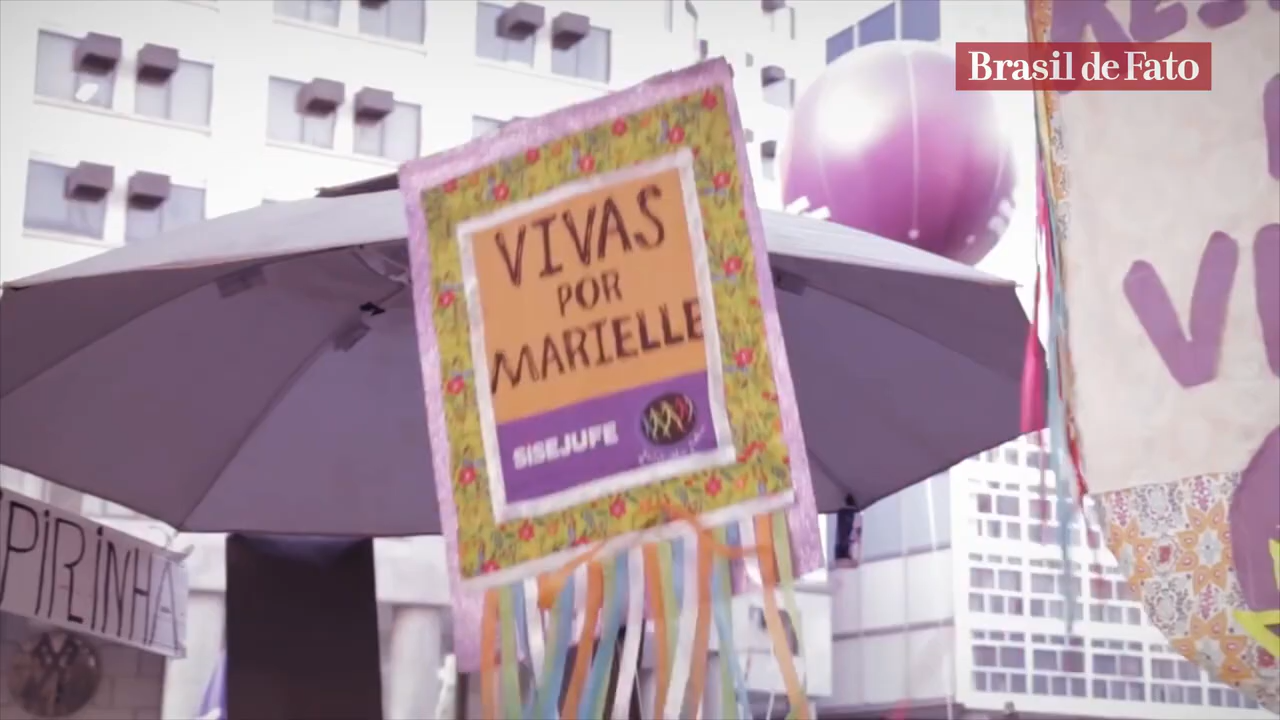 Brasil de Fato
VIVAS
POR
MARIELLE
SISEJUFE
PIRINHA